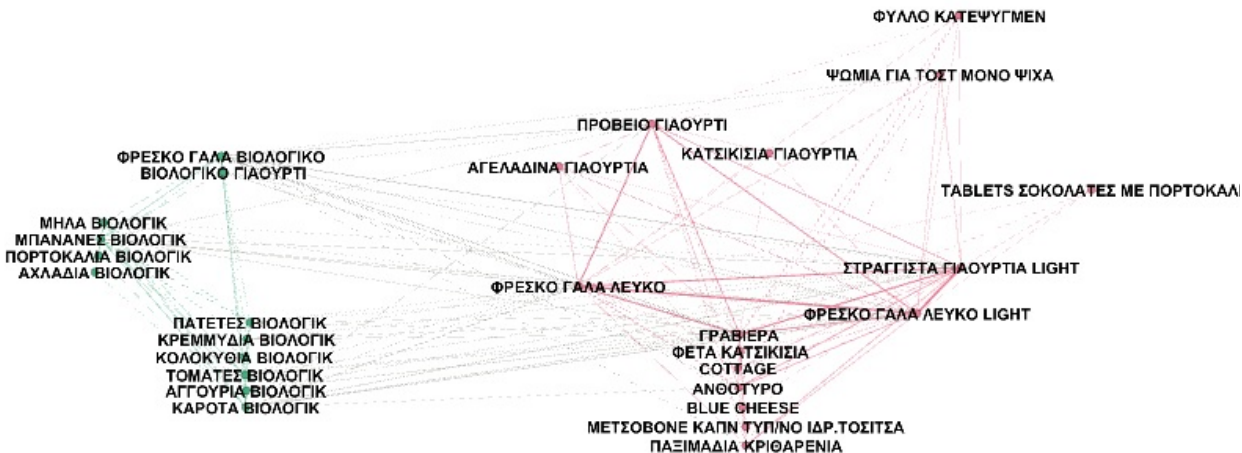 ΦΥΛΛΟ ΚΑΤΕΨΥΓΜΕΝ
ΨΩΜΙΑ ΓΙΑ ΤΟΣΤ ΜΟΝΟ ΨΙΧΑ
ΠΡΟΒΕΙΟ ΓΙΑΟΥΡΤΙ
ΦΡΕΣΚΟ ΓΑΛΑ ΒΙΟΛΟΓΙΚΟ
ΚΑΤΣΙΚΙΣΙΑ ΓΙΑΟΥΡΤΙΑ
ΑΓΕΛΑΔΙΝΑ ΓΙΑΟΥΡΤΙΑ
ΒΙΟΛΟΓΙΚΟ ΓΙΑΟΥΡΤΙ
TABLETS ΣΟΚΟΛΑΤΕΣ ΜΕ ΠΟΡΤΟΚΑΛΙ
ΜΗΛΑ ΒΙΟΛΟΓΙΚ
ΜΠΑΝΑΝΕΣ ΒΙΟΛΟΓΙΚ
ΠΟΡΤΟΚΑΛΙΑ ΒΙΟΛΟΓΙΚ
ΑΧΛΑΔΙΑ ΒΙΟΛΟΓΙΚ
ΣΤΡΑΓΓΙΣΤΑ ΓΙΑΟΥΡΤΙΑ LIGHT
ΦΡΕΣΚΟ ΓΑΛΑ ΛΕΥΚΟ
ΦΡΕΣΚΟ ΓΑΛΑ ΛΕΥΚΟ LIGHT
ΠΑΤΕΤΕΣ ΒΙΟΛΟΓΙΚ
ΚΡΕΜΜΥΔΙΑ ΒΙΟΛΟΓΙΚ
ΚΟΛΟΚΥΘΙΑ ΒΙΟΛΟΓΙΚ
ΤΟΜΑΤΕΣ ΒΙΟΛΟΓΙΚ
ΑΓΓΟΥΡΙΑ ΒΙΟΛΟΓΙΚ
ΚΑΡΟΤΑ ΒΙΟΛΟΓΙΚ
ΓΡΑΒΙΕΡΑ
ΦΕΤΑ ΚΑΤΣΙΚΙΣΙΑ
COTTAGE
ΑΝΘΟΤΥΡΟ
BLUE CHEESE
ΜΕΤΣΟΒΟΝΕ ΚΑΠΝ ΤΥΠ/ΝΟ ΙΔΡ.ΤΟΣΙΤΣΑ
ΠΑΞΙΜΑΔΙΑ ΚΡΙΘΑΡΕΝΙΑ